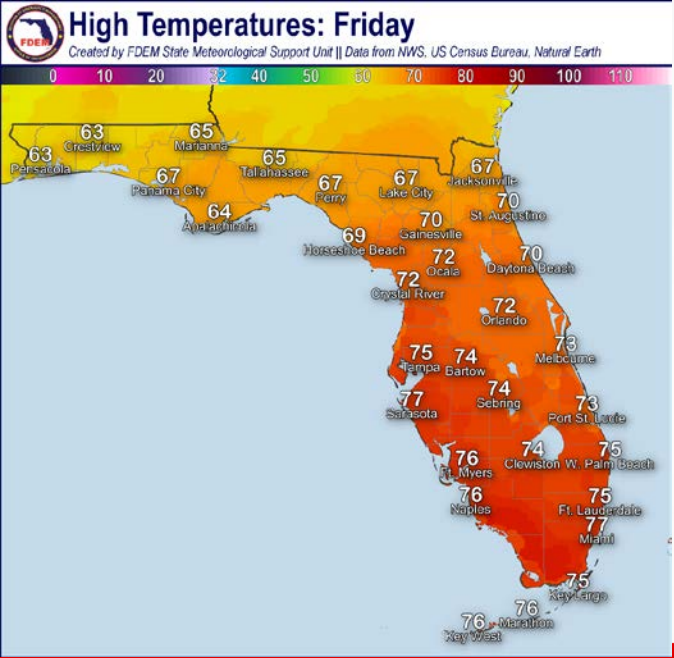 High Temperatures: Friday
Created by FDEM State Meteorological Support Unit || Data from NWS, US Census Bureau, Natural Earth
FDEM
0 10 20 32 40 50 60 70 80 90 100 110
63
Crestview
65
Marianna
63
Pensacola
65
Tallahassee
67
Panama City
67
Perry
67
Lake City
67
Jacksonville
64
Apalachicola
70
St. Augustine
69
Horseshoe Beach
70
Gainesville
72
Ocala
70
Daytona Beach
72
Crystal River
72
Orlando
73
Melbourne
75
Tampa
74
Bartow
77
Sarasota
74
Sebring
73
Port St. Lucie
76
Ft. Myers
74
Clewiston
75
W. Palm Beach
76
Naples
75
Ft. Lauderdale
77
Miami
75
Key Largo
76
Marathon
76
Key West